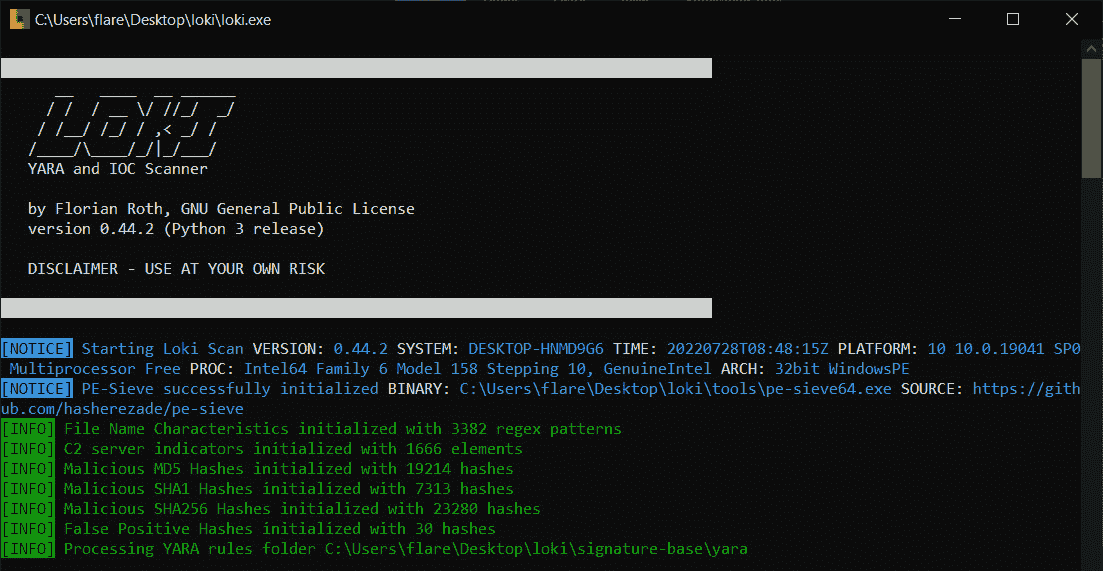 C:\Users\flare\Desktop\loki\loki.exe
LOKI
YARA and IOC Scanner
by Florian Roth, GNU General Public License
version 0.44.2 (Python 3 release)
DISCLAIMER - USE AT YOUR OWN RISK
[NOTICE] Starting Loki Scan VERSION: 0.44.2 SYSTEM: DESKTOP-HNMD9G6 TIME: 20220728T08:48:15Z PLATFORM: 10 10.0.19041 SP0
Multiprocessor Free PROC: Intel64 Family 6 Model 158 Stepping 10, GenuineIntel ARCH: 32bit WindowsPE
[NOTICE] PE-Sieve successfully initialized BINARY: C:\Users\flare\Desktop\loki\tools\pe-sieve64.exe SOURCE: https://gith
ub.com/hasherezade/pe-sieve
[INFO] File Name Characteristics initialized with 3382 regex patterns
[INFO] C2 server indicators initialized with 1666 elements
[INFO] Malicious MD5 Hashes initialized with 19214 hashes
[INFO] Malicious SHA1 Hashes initialized with 7313 hashes
[INFO] Malicious SHA256 Hashes initialized with 23280 hashes
[INFO] False Positive Hashes initialized with 30 hashes
[INFO] Processing YARA rules folder C:\Users\flare\Desktop\loki\signature-base\yara